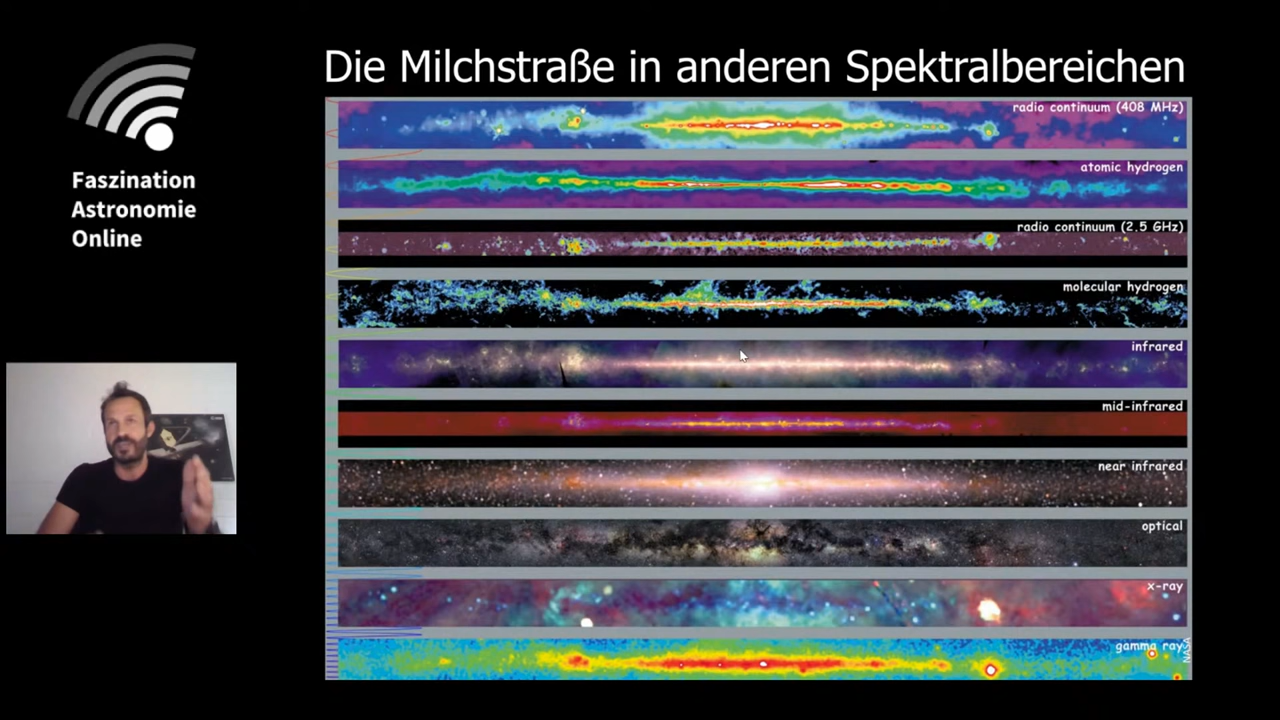 Die Milchstraße in anderen Spektralbereichen
Faszination
Astronomie
Online
radio continuum (408 MHz)
atomic hydrogen
radio continuum (2.5 GHz)
molecular hydrogen
infrared
mid-infrared
near infrared
optical
x-ray
gamma ray
NASA